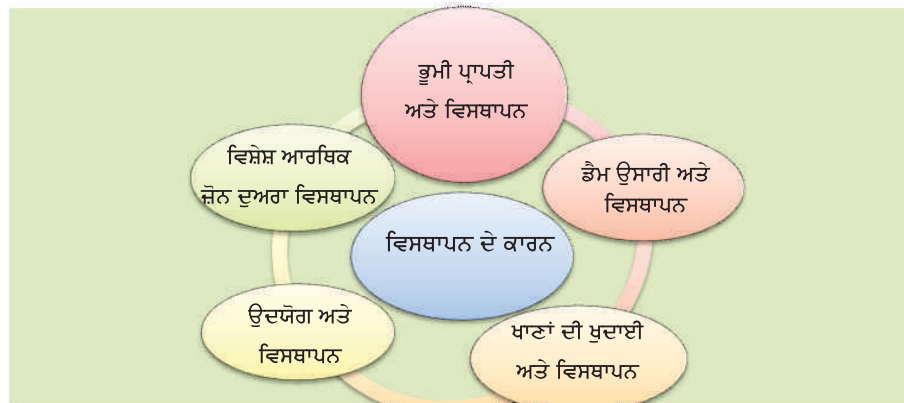 ਭੂਮੀ ਪ੍ਰਾਪਤੀ
ਅਤੇ ਵਿਸਥਾਪਨ
ਵਿਸ਼ੇਸ਼ ਆਰਥਿਕ
ਜ਼ੋਨ ਦੁਅਰਾ ਵਿਸਥਾਪਨ
ਡੈਮ ਉਸਾਰੀ ਅਤੇ
ਵਿਸਥਾਪਨ
ਵਿਸਥਾਪਨ ਦੇ ਕਾਰਨ
ਉਦਯੋਗ ਅਤੇ
ਵਿਸਥਾਪਨ
ਖਾਣਾਂ ਦੀ ਖੁਦਾਈ
ਅਤੇ ਵਿਸਥਾਪਨ